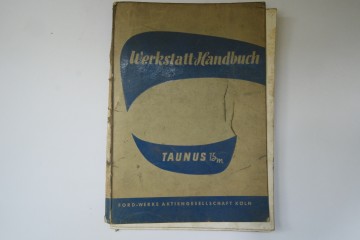 Werkstatt Handbuch
TAUNUS 15m
FORD-WERKE AKTIENGESELLSCHAFT KÖLN